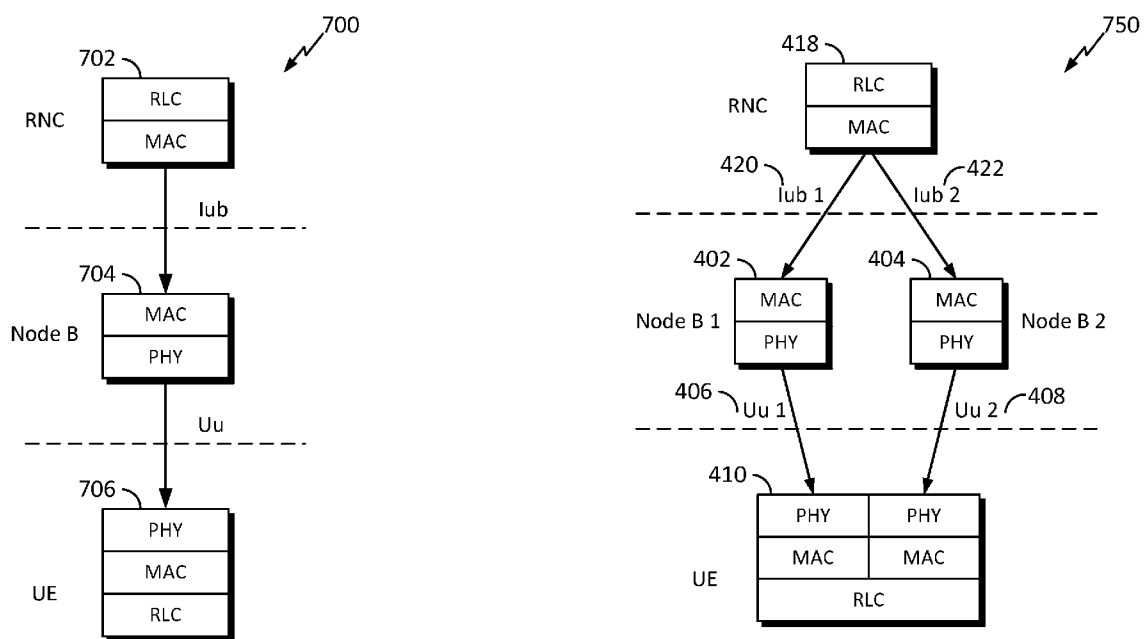 700
702
RLC
RNC
MAC
Iub
704
MAC
Node B
PHY
Uu
706
PHY
MAC
UE
RLC
750
418
RLC
RNC
MAC
420
422
Iub 1
Iub 2
402
404
MAC
MAC
Node B 1
Node B 2
PHY
PHY
406
408
Uu 1
Uu 2
410
PHY
PHY
MAC
MAC
UE
RLC